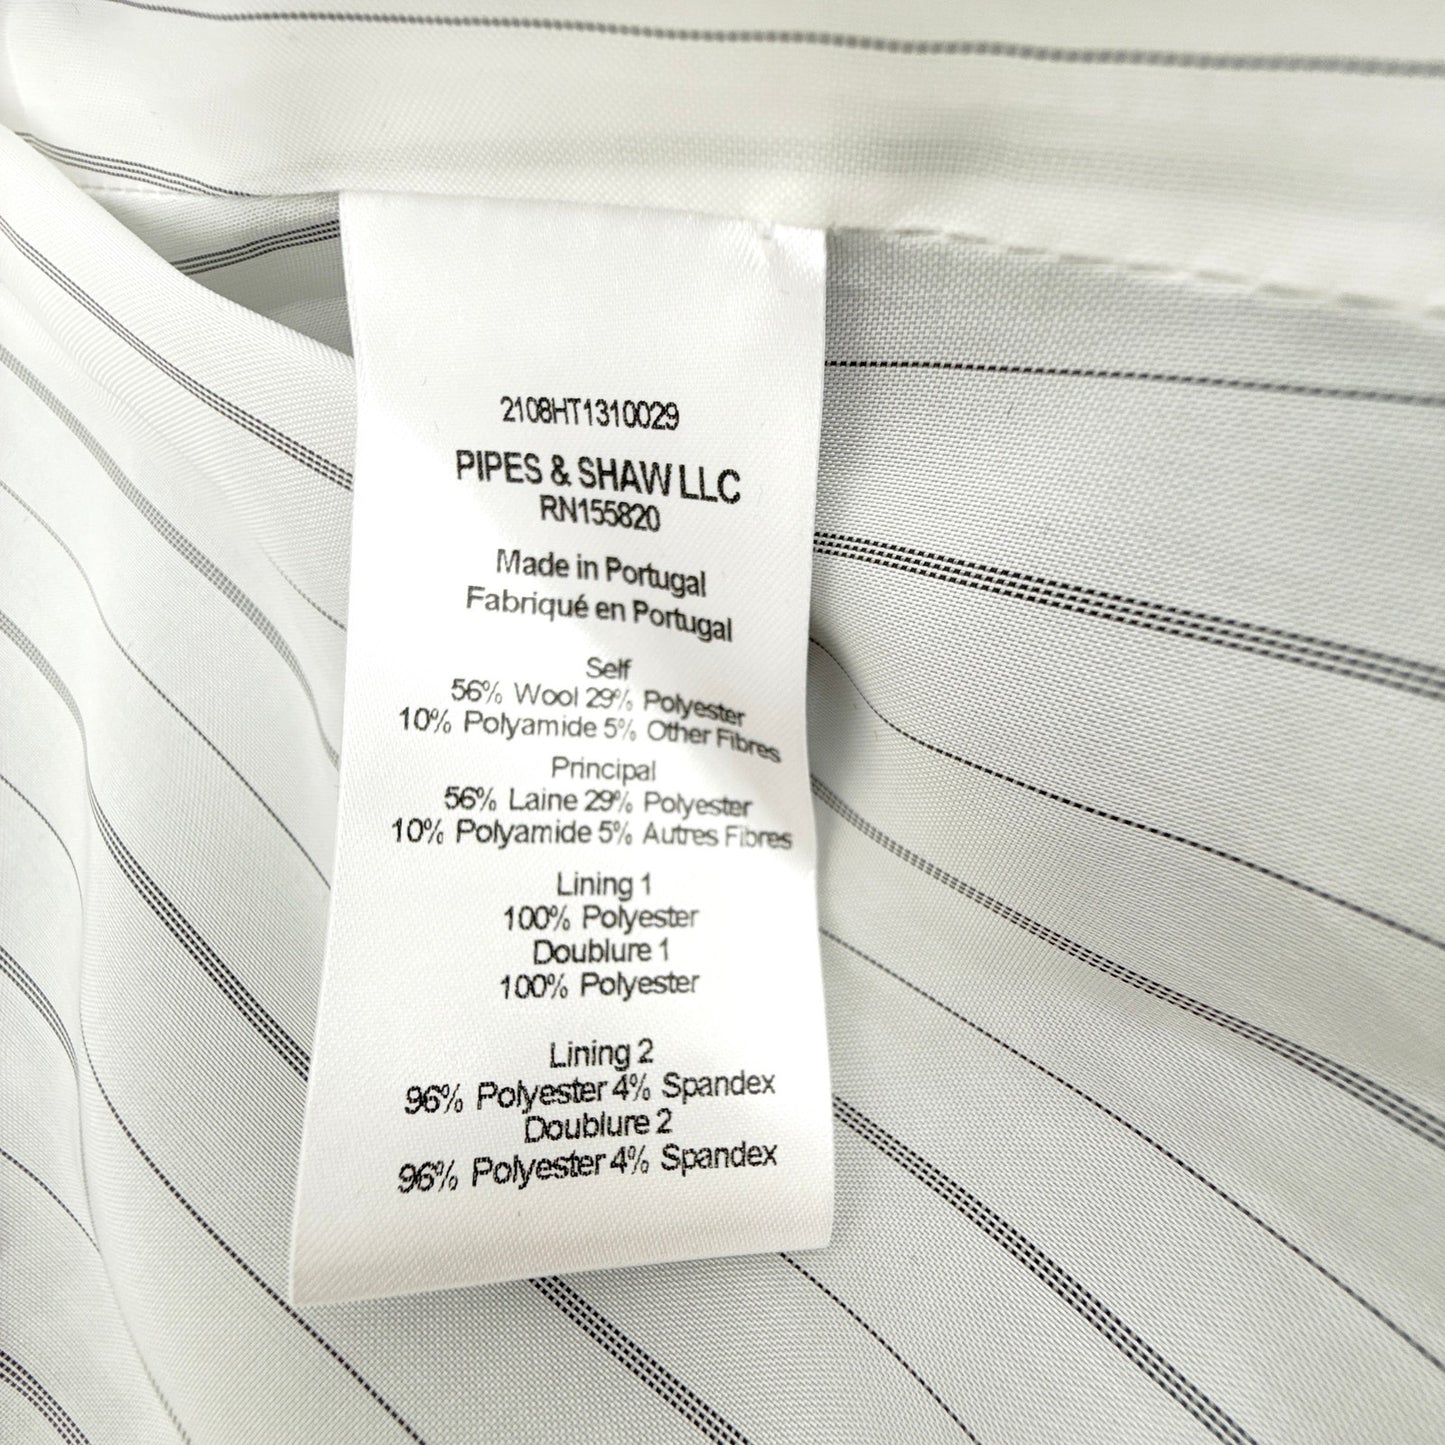 2108HT1310029
PIPES & SHAW LLC
RN155820
Made in Portugal
Fabriqué en Portugal
Self
56% Wool 29% Polyester
10% Polyamide 5% Other Fibres
Principal
56% Laine 29% Polyester
10% Polyamide 5% Autres Fibres
Lining 1
100% Polyester
Doublure 1
100% Polyester
Lining 2
96% Polyester 4% Spandex
Doublure 2
96% Polyester 4% Spandex